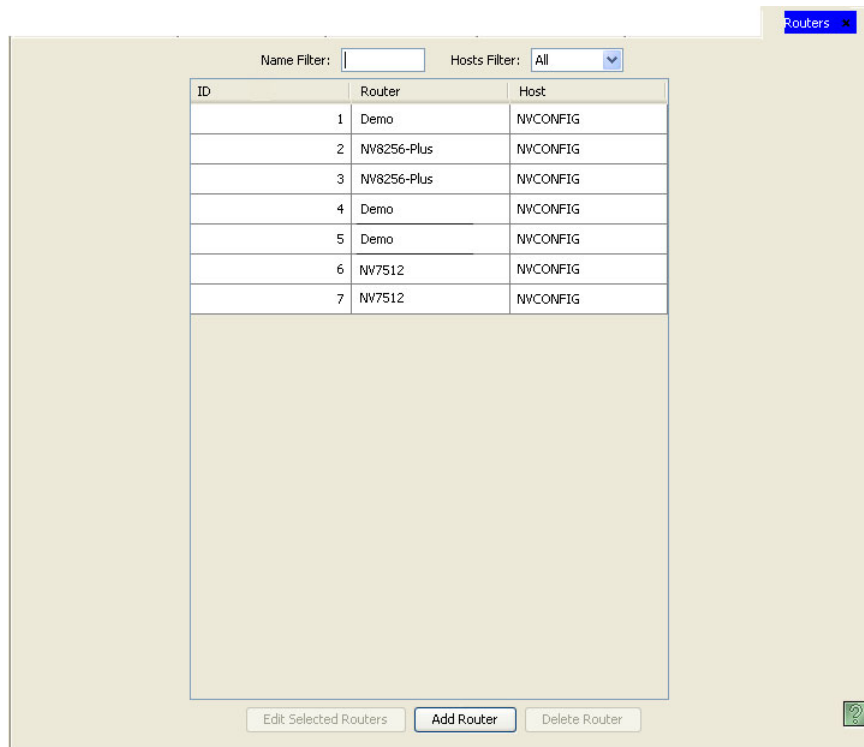 Routers x
Name Filter: Hosts Filter: All
ID Router Host
1 Demo NVCONFIG
2 NV8256-Plus NVCONFIG
3 NV8256-Plus NVCONFIG
4 Demo NVCONFIG
5 Demo NVCONFIG
6 NV7512 NVCONFIG
7 NV7512 NVCONFIG
Edit Selected Routers Add Router Delete Router
?